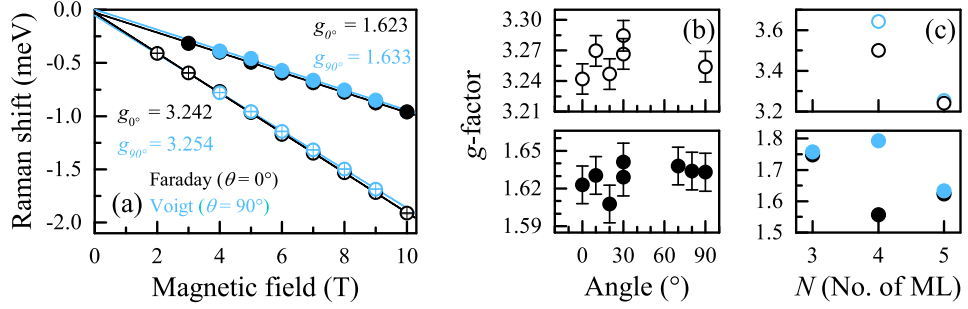 Raman shift (meV)
0.0
-0.5
-1.0
-1.5
-2.0
g0° = 1.623
g90° = 1.633
g0° = 3.242
g90° = 3.254
Faraday (θ = 0°)
Voigt (θ = 90°)
(a)
0 2 4 6 8 10
Magnetic field (T)
g-factor
(b)
3.30
3.27
3.24
3.21
1.65
1.62
1.59
0 30 60 90
Angle (°)
(c)
3.6
3.4
3.2
1.8
1.7
1.6
1.5
3 4 5
N (No. of ML)